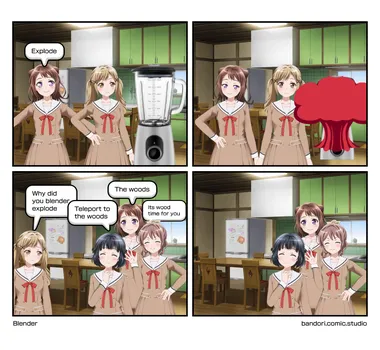 Explode
Why did
you blender
explode
Teleport to
the woods
The woods
Its wood
time for you
Blender
bandori.comic.studio